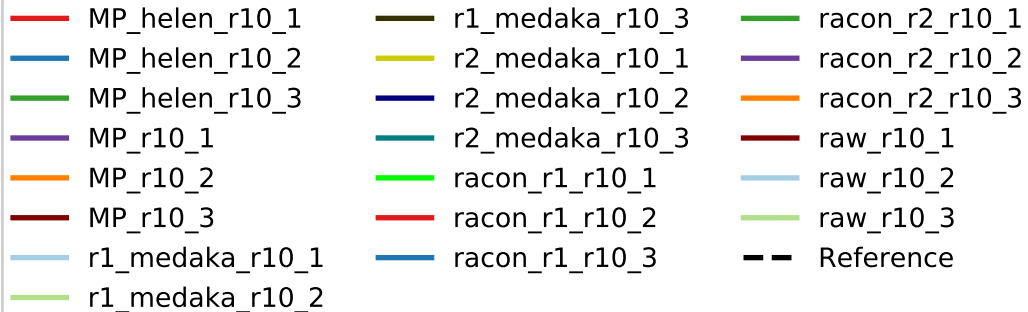 MP_helen_r10_1
MP_helen_r10_2
MP_helen_r10_3
MP_r10_1
MP_r10_2
MP_r10_3
r1_medaka_r10_1
r1_medaka_r10_2
r1_medaka_r10_3
r2_medaka_r10_1
r2_medaka_r10_2
r2_medaka_r10_3
racon_r1_r10_1
racon_r1_r10_2
racon_r1_r10_3
racon_r2_r10_1
racon_r2_r10_2
racon_r2_r10_3
raw_r10_1
raw_r10_2
raw_r10_3
Reference